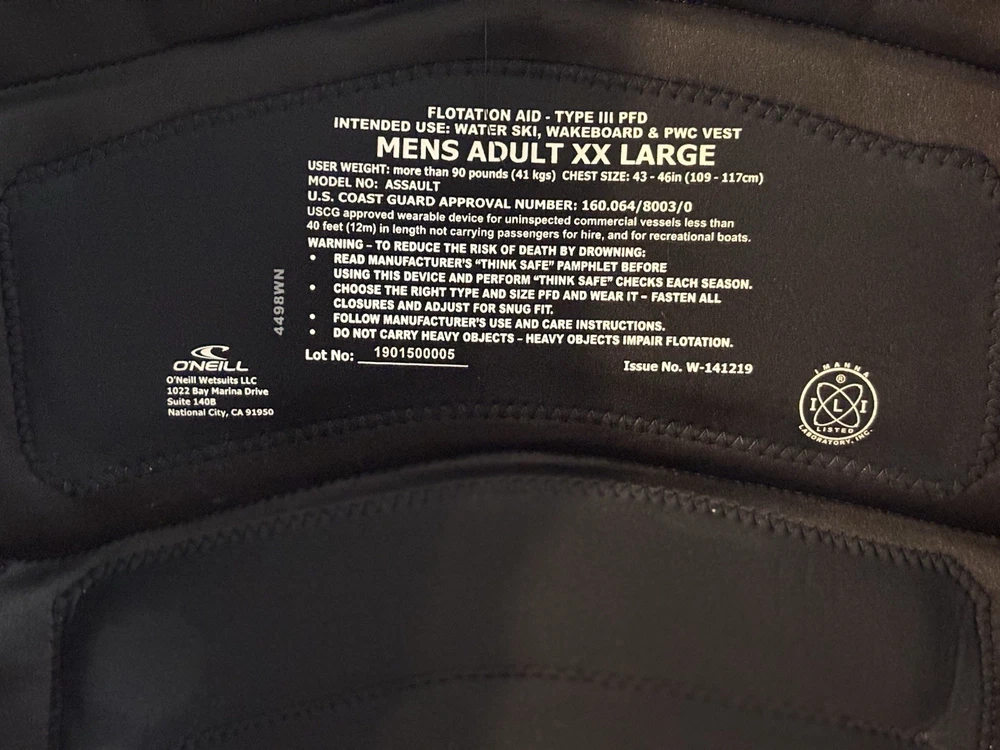 FLOTATION AID - TYPE III PFD
INTENDED USE: WATER SKI, WAKEBOARD & PWC VEST
MENS ADULT XX LARGE
USER WEIGHT: more than 90 pounds (41 kgs) CHEST SIZE: 43 - 46in (109 - 117cm)
MODEL NO: ASSAULT
U.S. COAST GUARD APPROVAL NUMBER: 160.064/8003/0
USCG approved wearable device for uninspected commercial vessels less than
40 feet (12m) in length not carrying passengers for hire, and for recreational boats.
WARNING – TO REDUCE THE RISK OF DEATH BY DROWNING:
• READ MANUFACTURER'S “THINK SAFE” PAMPHLET BEFORE
USING THIS DEVICE AND PERFORM “THINK SAFE” CHECKS EACH SEASON.
• CHOOSE THE RIGHT TYPE AND SIZE PFD AND WEAR IT – FASTEN ALL
CLOSURES AND ADJUST FOR SNUG FIT.
• FOLLOW MANUFACTURER'S USE AND CARE INSTRUCTIONS.
• DO NOT CARRY HEAVY OBJECTS – HEAVY OBJECTS IMPAIR FLOTATION.
Lot No: 1901500005
Issue No. W-141219
4498WN
O'NEILL
O'Neill Wetsuits LLC
1022 Bay Marina Drive
Suite 140B
National City, CA 91950
IMANNA
®
I L I
LISTED
LABORATORY, INC.